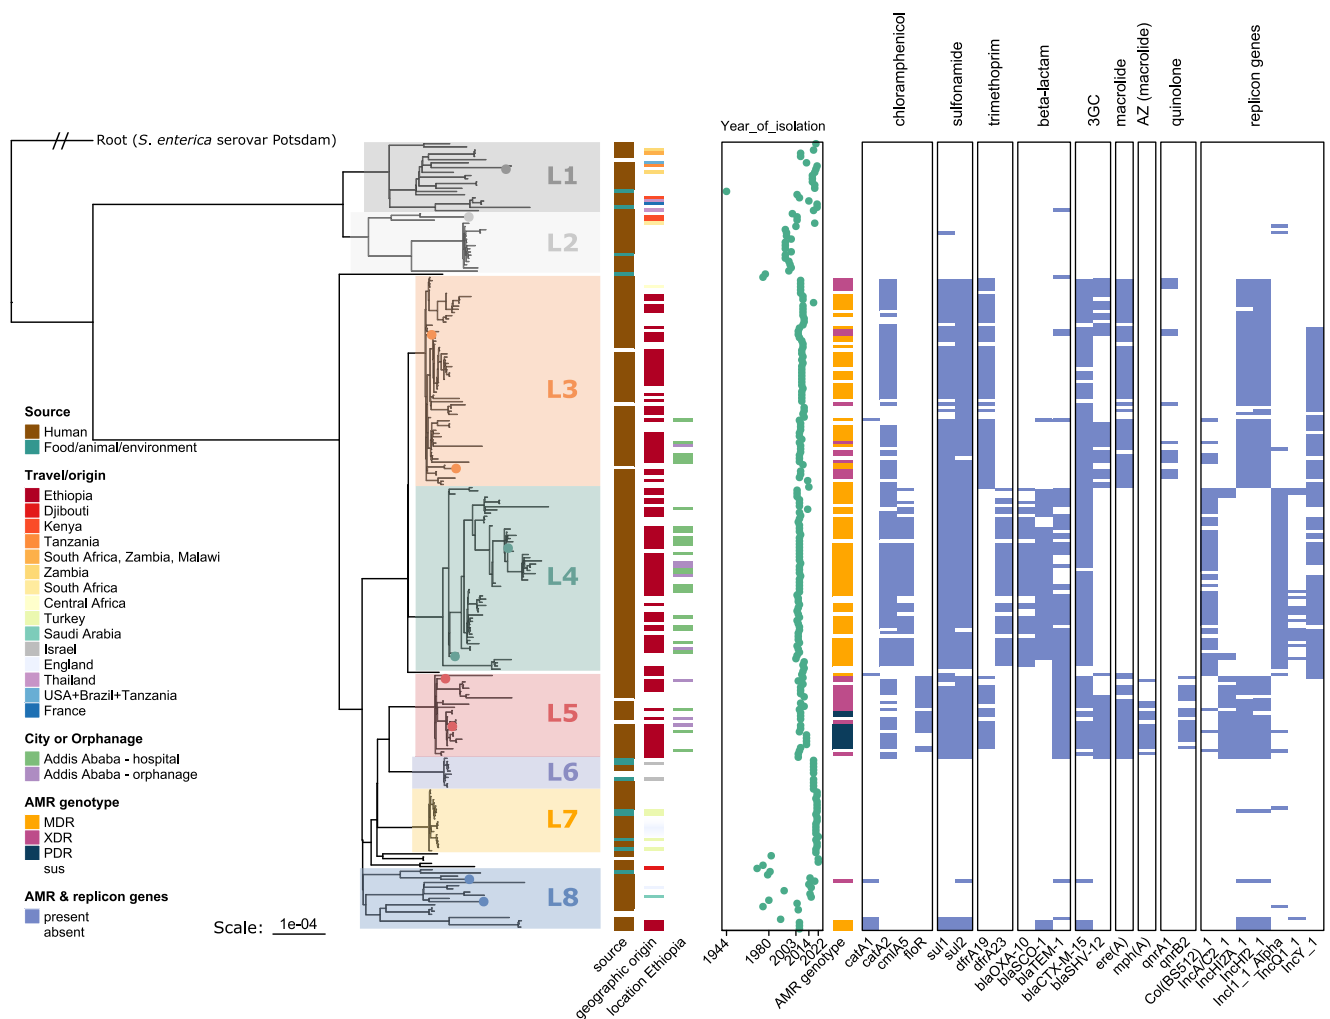 chloramphenicol
sulfonamide
trimethoprim
beta-lactam
3GC
macrolide
AZ (macrolide)
quinolone
replicon genes
Year_of_isolation
Root (S. enterica serovar Potsdam)
L1
L2
L3
L4
L5
L6
L7
L8
Source
Human
Food/animal/environment
Travel/origin
Ethiopia
Djibouti
Kenya
Tanzania
South Africa, Zambia, Malawi
Zambia
South Africa
Central Africa
Turkey
Saudi Arabia
Israel
England
Thailand
USA+Brazil+Tanzania
France
City or Orphanage
Addis Ababa - hospital
Addis Ababa - orphanage
AMR genotype
MDR
XDR
PDR
sus
AMR & replicon genes
present
absent
Scale: 1e-04
source
geographic origin
location Ethiopia
1944
1980
2003
2014
2022
AMR genotype
catA1
catA2
cmlA5
floR
sul1
sul2
dfrA19
dfrA23
blaOXA-10
blaSCO-1
blaTEM-1
blaCTX-M-15
blaSHV-12
ere(A)
mph(A)
qnrA1
qnrB2
Col(BS512)_1
IncA/C2_1
IncHI2A_1
IncHI2_1
IncI1_1_Alpha
IncQ1_1
IncY_1